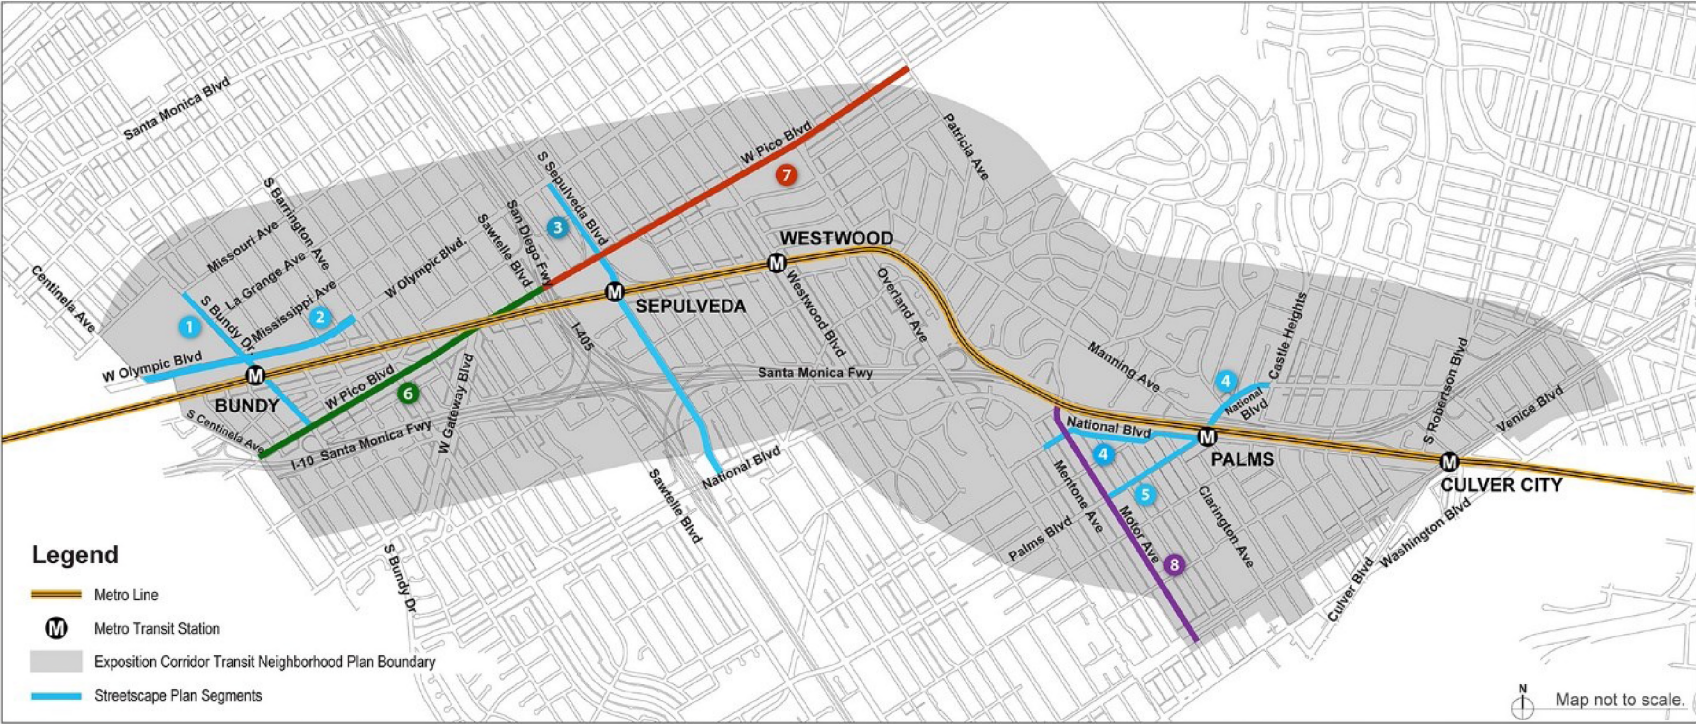 Santa Monica Blvd
Patricia Ave
W Pico Blvd
7
S Sepulveda Blvd
3
S Barrington Ave
San Diego Fwy
Sawtelle Blvd
Missouri Ave
La Grange Ave
Mississippi Ave
W Olympic Blvd.
WESTWOOD
M
Centinela Ave
S Bundy Dr
1
2
M
SEPULVEDA
Westwood Blvd
Overland Ave
I-405
Castle Heights
Manning Ave
W Olympic Blvd
M
BUNDY
W Pico Blvd
6
W Gateway Blvd
Santa Monica Fwy
4
National
Blvd
S Robertson Blvd
Venice Blvd
S Centinela Ave
I-10 Santa Monica Fwy
National Blvd
M
PALMS
4
M
CULVER CITY
National Blvd
Sawtelle Blvd
Mentone Ave
5
Motor Ave
Clarington Ave
Palms Blvd
8
Washington Blvd
Culver Blvd
S Bundy Dr
Legend
Metro Line
M Metro Transit Station
Exposition Corridor Transit Neighborhood Plan Boundary
Streetscape Plan Segments
N
Map not to scale.